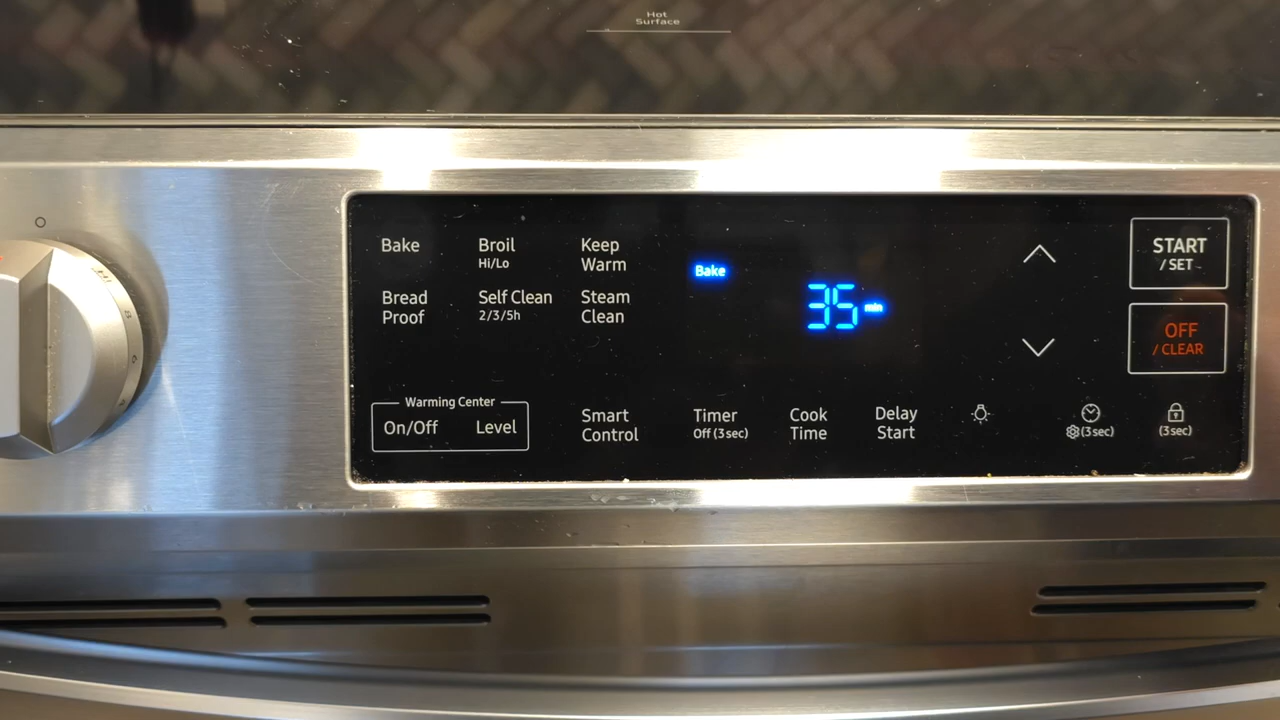 Hot
Surface
Bake
Broil
Hi/Lo
Keep
Warm
Bread
Proof
Self Clean
2/3/5h
Steam
Clean
Bake
35 min
START
/ SET
OFF
/ CLEAR
Warming Center
On/Off
Level
Smart
Control
Timer
Off (3 sec)
Cook
Time
Delay
Start
(3 sec)
(3 sec)